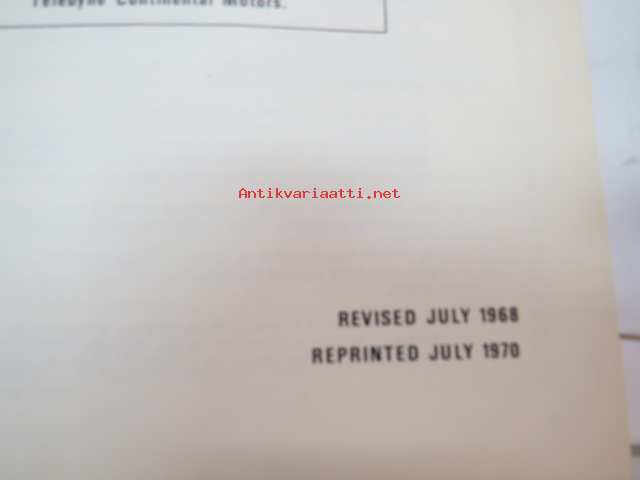 Teledyne Continental Motors.
Antikvariaatti.net
REVISED JULY 1968
REPRINTED JULY 1970